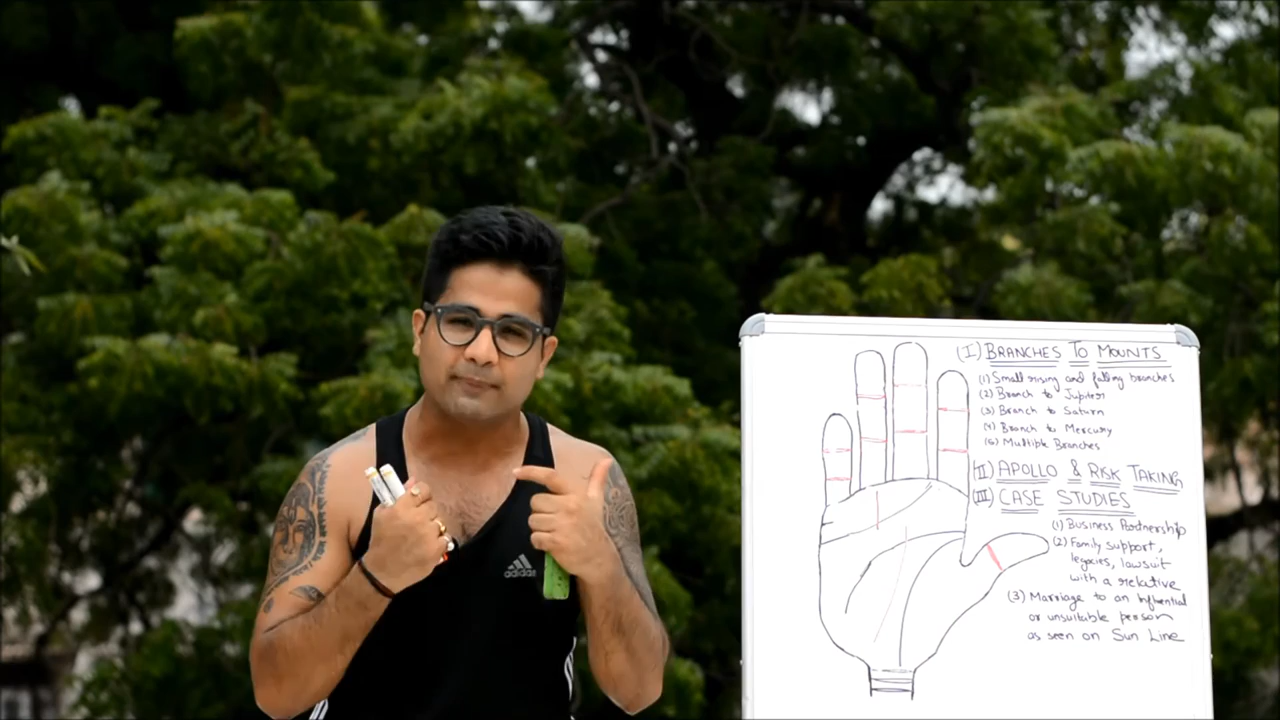 (I) BRANCHES TO MOUNTS
(1) Small rising and falling branches
(2) Branch to Jupiter
(3) Branch to Saturn
(4) Branch to Mercury
(5) Multiple Branches
(II) APOLLO & RISK TAKING
(III) CASE STUDIES
(1) Business Partnership
(2) Family support,
legacies, lawsuit
with a relative
(3) Marriage to an influential
or unsuitable person
as seen on Sun Line
adidas